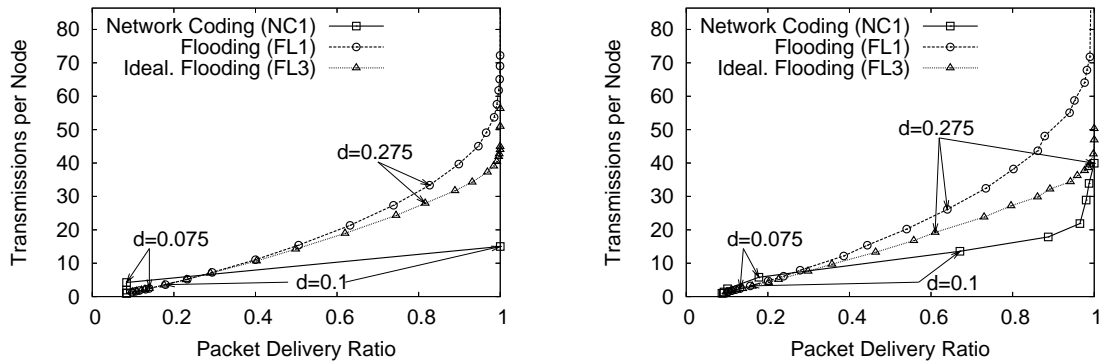 Network Coding (NC1)
Flooding (FL1)
Ideal. Flooding (FL3)
80
70
60
50
40
30
20
10
0
Transmissions per Node
d=0.275
d=0.075
d=0.1
0 0.2 0.4 0.6 0.8 1
Packet Delivery Ratio
Network Coding (NC1)
Flooding (FL1)
Ideal. Flooding (FL3)
80
70
60
50
40
30
20
10
0
Transmissions per Node
d=0.275
d=0.075
d=0.1
0 0.2 0.4 0.6 0.8 1
Packet Delivery Ratio